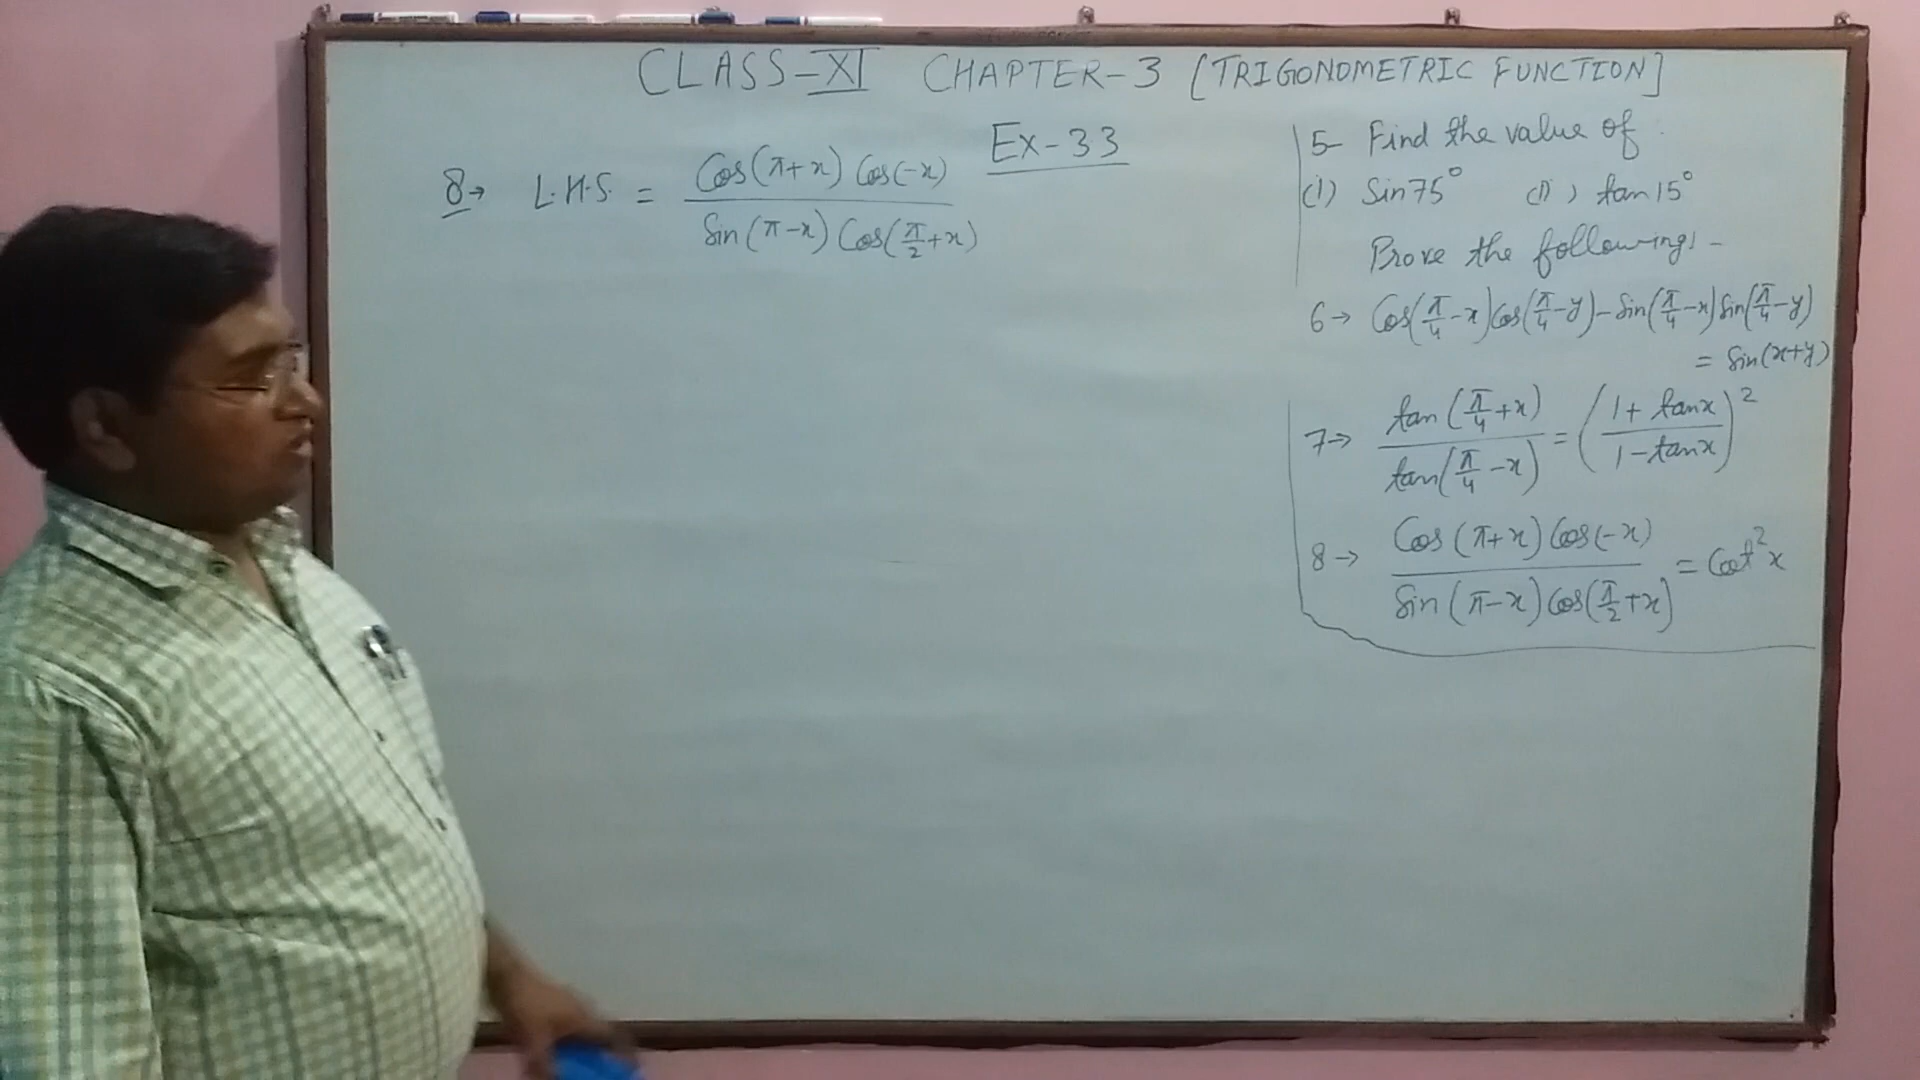 CLASS-XI CHAPTER-3 [TRIGONOMETRIC FUNCTION]
Ex-33
8→ L.H.S. = Cos(π+x) Cos(-x) / Sin(π-x) Cos(π/2+x)
5- Find the value of
(i) Sin75° (ii) tan15°
Prove the following:-
6→ Cos(π/4-x)Cos(π/4-y)-Sin(π/4-x)Sin(π/4-y)
= Sin(x+y)
7→ tan(π/4+x) / tan(π/4-x) = (1+tanx / 1-tanx)²
8→ Cos(π+x)Cos(-x) / Sin(π-x)Cos(π/2+x) = Cot²x